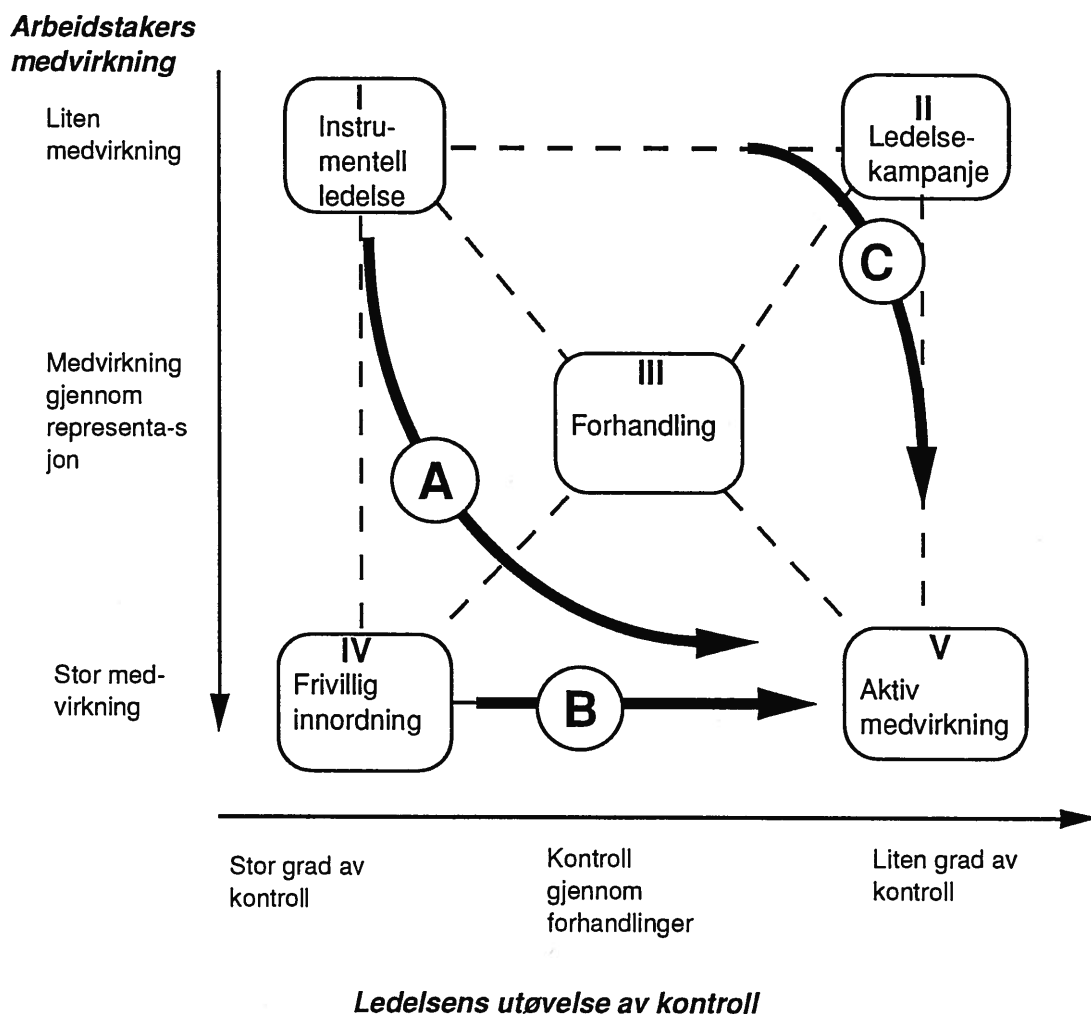 Arbeidstakers
medvirkning
Liten
medvirkning
I
Instru-
mentell
ledelse
II
Ledelse-
kampanje
C
Medvirkning
gjennom
representa-s
jon
III
Forhandling
A
Stor med-
virkning
IV
Frivillig
innordning
B
V
Aktiv
medvirkning
Stor grad av
kontroll
Kontroll
gjennom
forhandlinger
Liten grad av
kontroll
Ledelsens utøvelse av kontroll